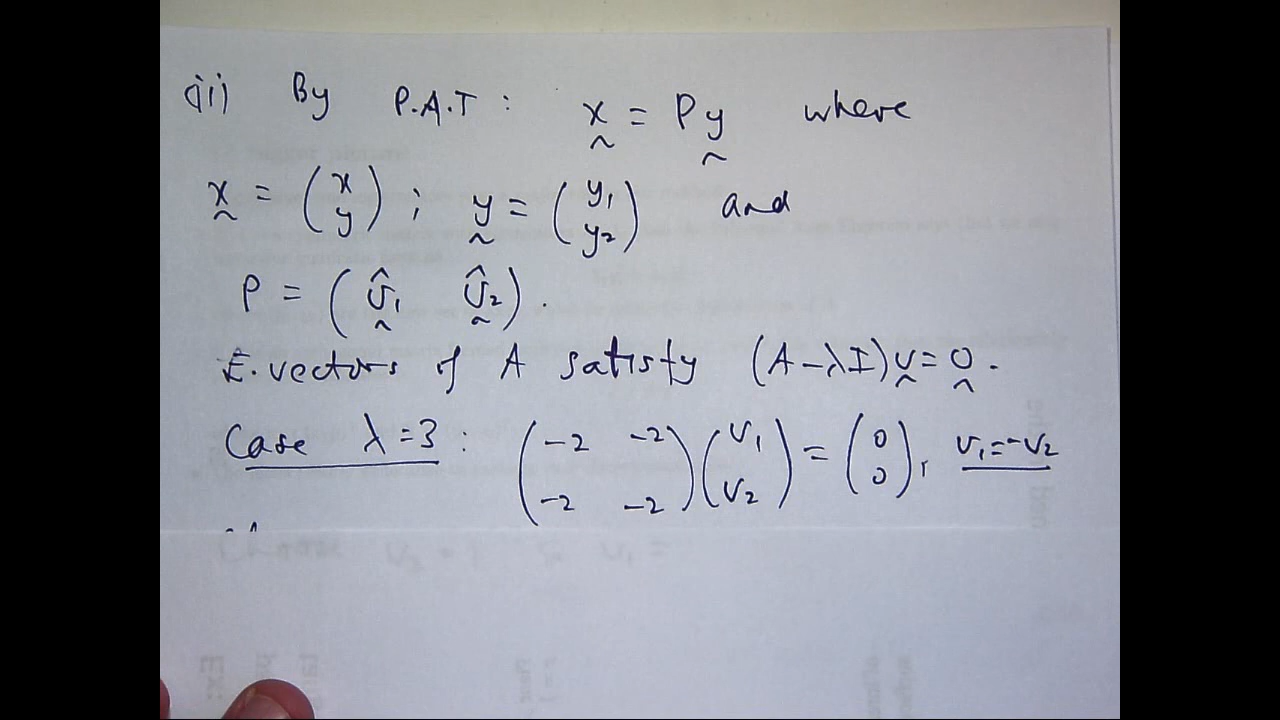 (ii) By P.A.T : x = P y where
x = (x y) ; y = (y₁ y₂) and
P = (v̂₁ v̂₂).
E.vectors of A satisfy (A - λI)v = 0.
Case λ = 3 : (-2 -2 -2 -2)(v₁ v₂) = (0 0), v₁ = -v₂